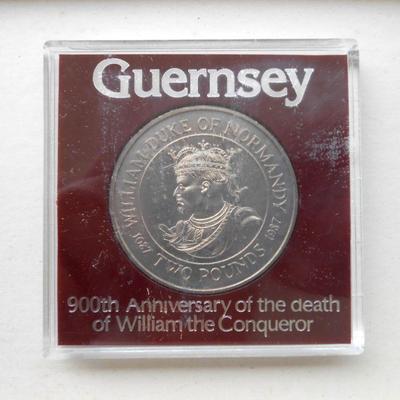 Guernsey
WILLIAM·DUKE OF NORMANDY
1087 TWO POUNDS 1987
900th Anniversary of the death
of William the Conqueror